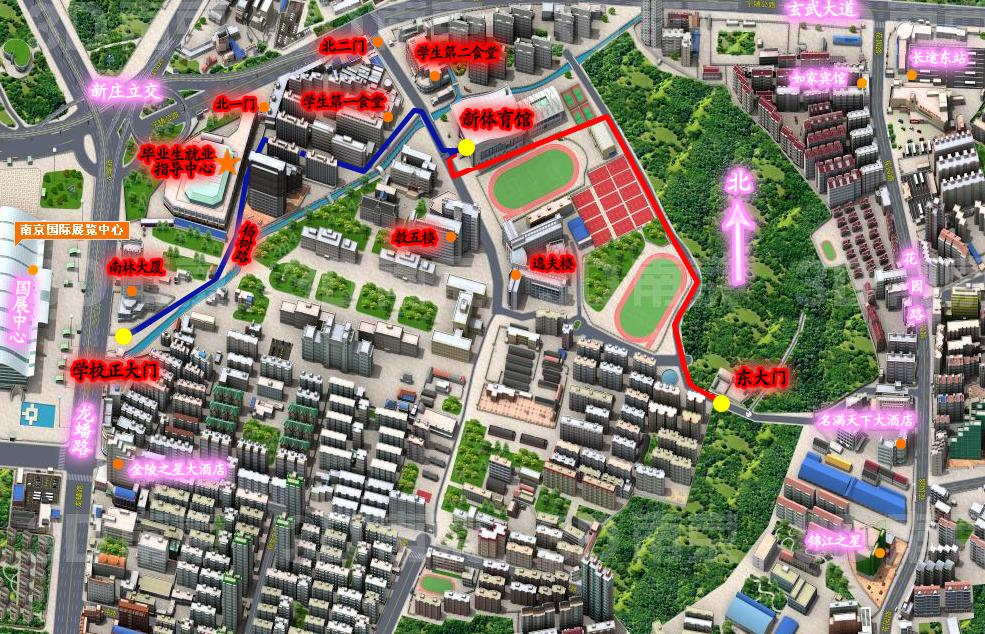 玄武大道
北二门
学生第二食堂
长途东站
新庄立交
北一门
学生第一食堂
如家宾馆
新体育馆
毕业生就业
指导中心
北
南京国际展览中心
杨树路
教五楼
南林大厦
逸夫楼
花园路
国展中心
学校正大门
东大门
龙蟠路
名满天下大酒店
金陵之星大酒店
锦江之星